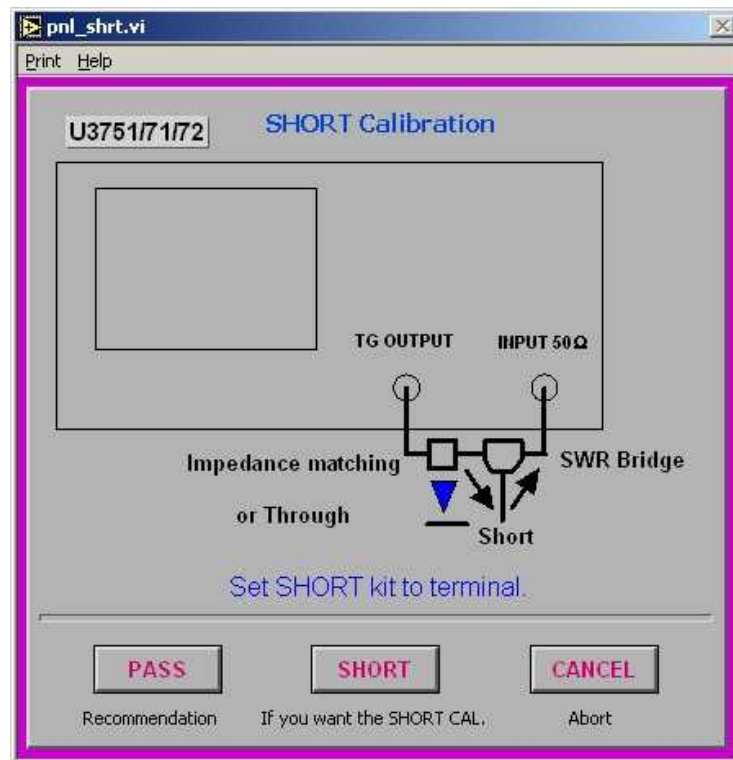 pnl_shrt.vi
Print Help
U3751/71/72
SHORT Calibration
TG OUTPUT
INPUT 50Ω
Impedance matching
or Through
SWR Bridge
Short
Set SHORT kit to terminal.
PASS
SHORT
CANCEL
Recommendation
If you want the SHORT CAL.
Abort